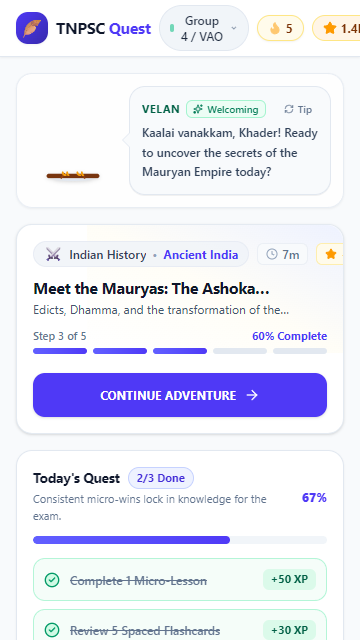 TNPSC Quest
Group
4 / VAO
5
VELAN
Welcoming
Tip
Kaalai vanakkam, Khader! Ready
to uncover the secrets of the
Mauryan Empire today?
Indian History • Ancient India
7m
Meet the Mauryas: The Ashoka...
Edicts, Dhamma, and the transformation of the...
Step 3 of 5
60% Complete
CONTINUE ADVENTURE
Today's Quest
2/3 Done
Consistent micro-wins lock in knowledge for the
exam.
67%
Complete 1 Micro-Lesson
+50 XP
Review 5 Spaced Flashcards
+30 XP